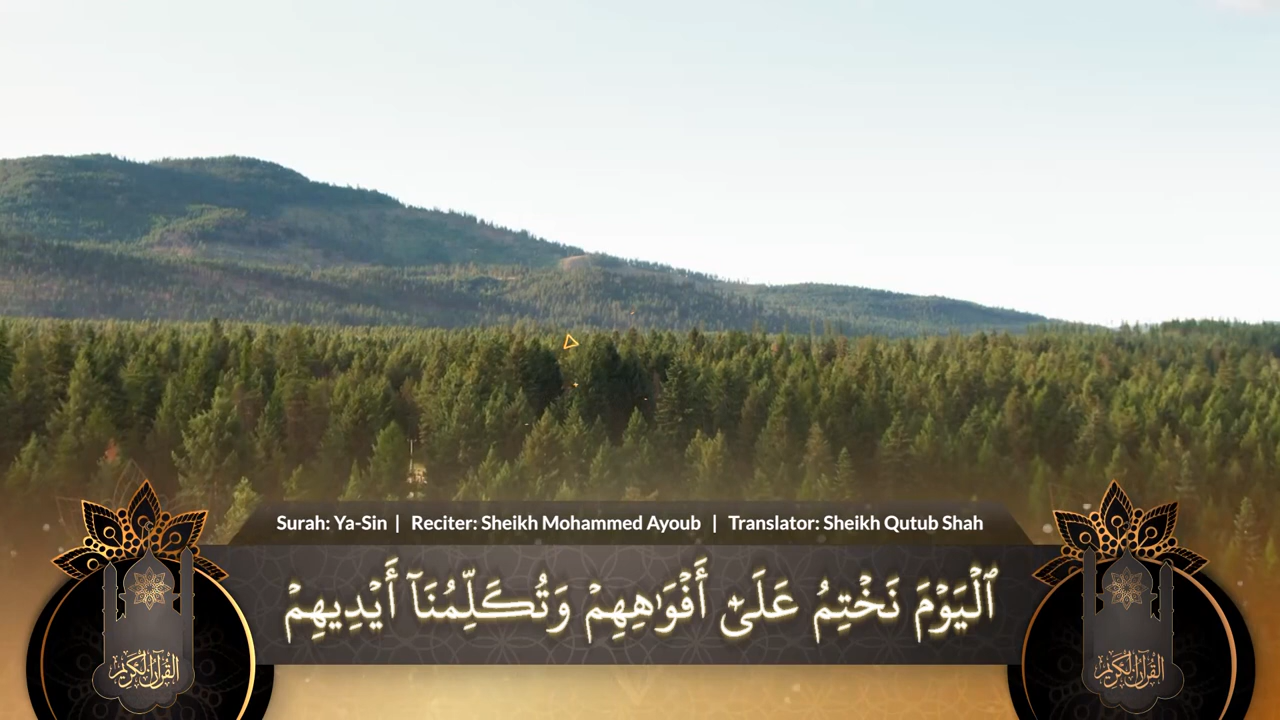 Surah: Ya-Sin | Reciter: Sheikh Mohammed Ayoub | Translator: Sheikh Qutub Shah
ٱلْيَوْمَ نَخْتِمُ عَلَىٰٓ أَفْوَٰهِهِمْ وَتُكَلِّمُنَآ أَيْدِيهِمْ
القرآن الكريم
القرآن الكريم